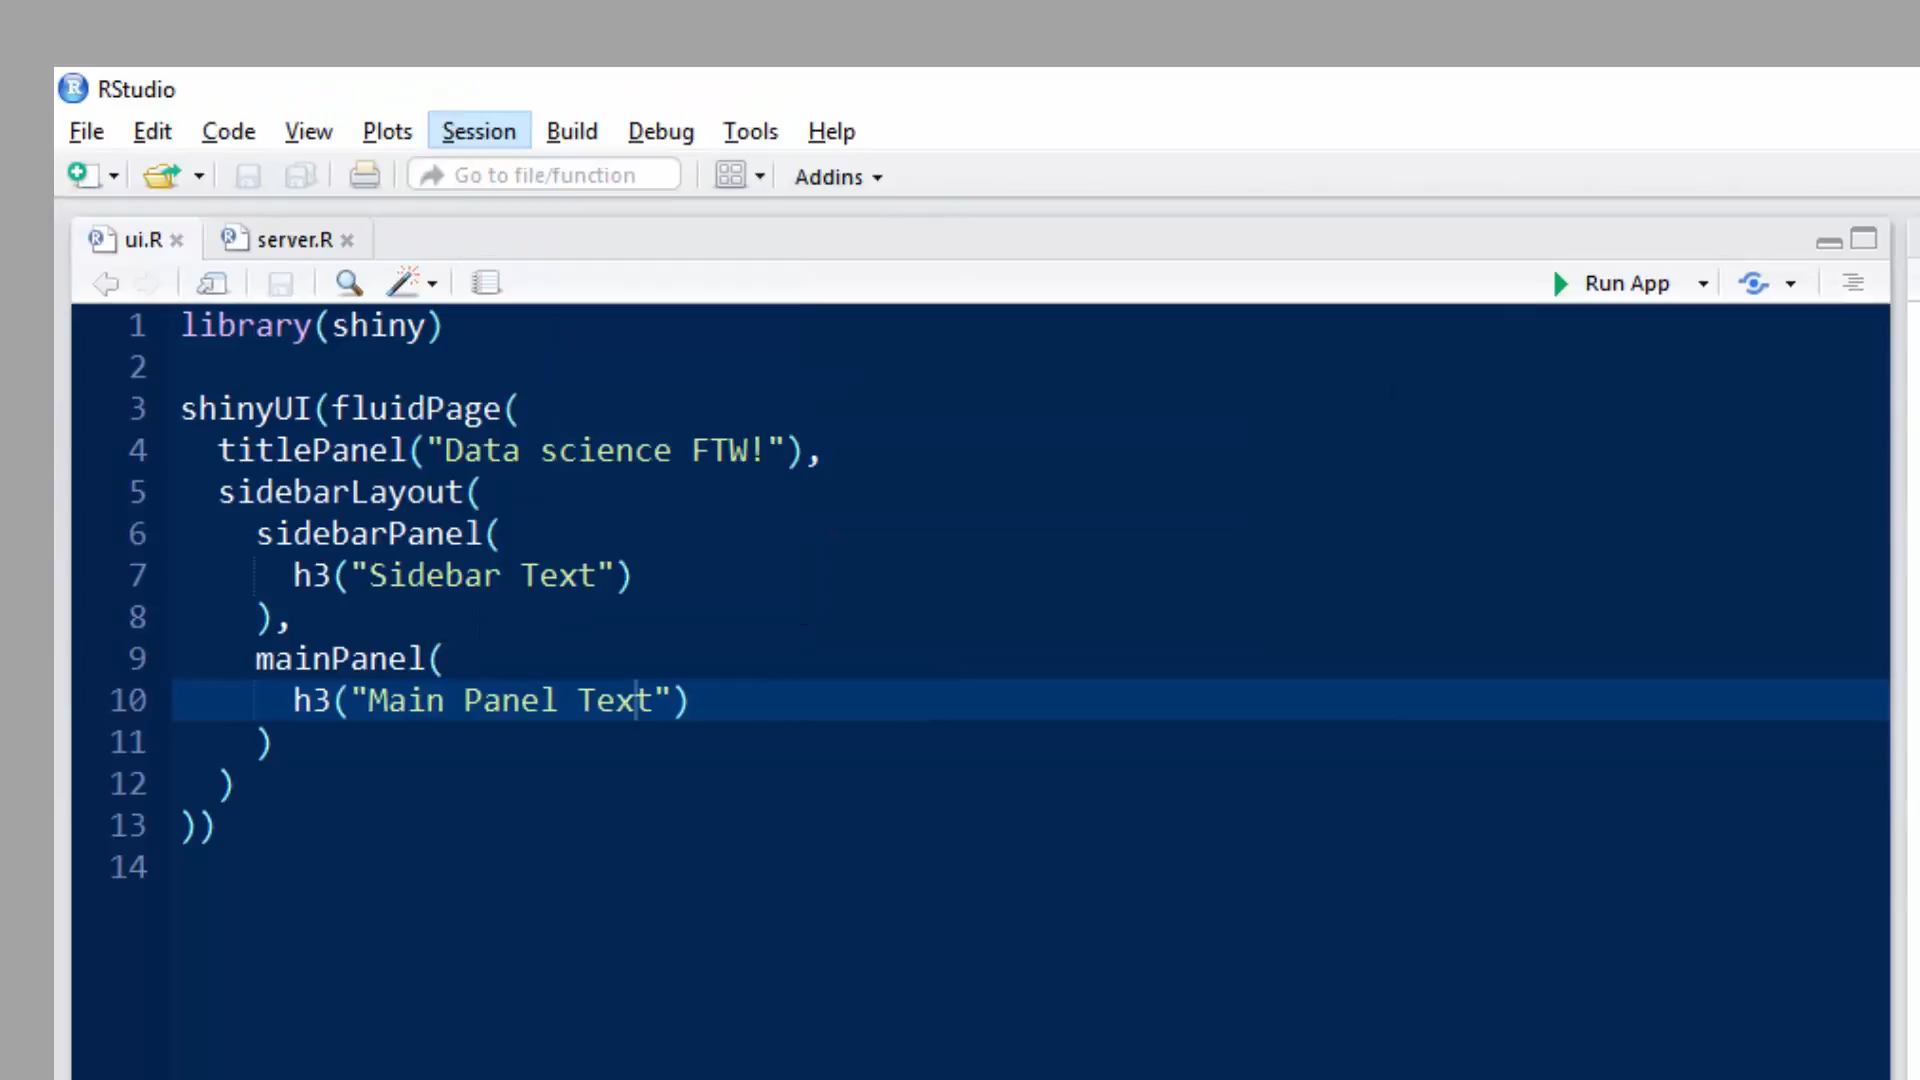 RStudio
File Edit Code View Plots Session Build Debug Tools Help
Go to file/function Addins
ui.R server.R
Run App
1 library(shiny)
2
3 shinyUI(fluidPage(
4 titlePanel("Data science FTW!"),
5 sidebarLayout(
6 sidebarPanel(
7 h3("Sidebar Text")
8 ),
9 mainPanel(
10 h3("Main Panel Text")
11 )
12 )
13 ))
14